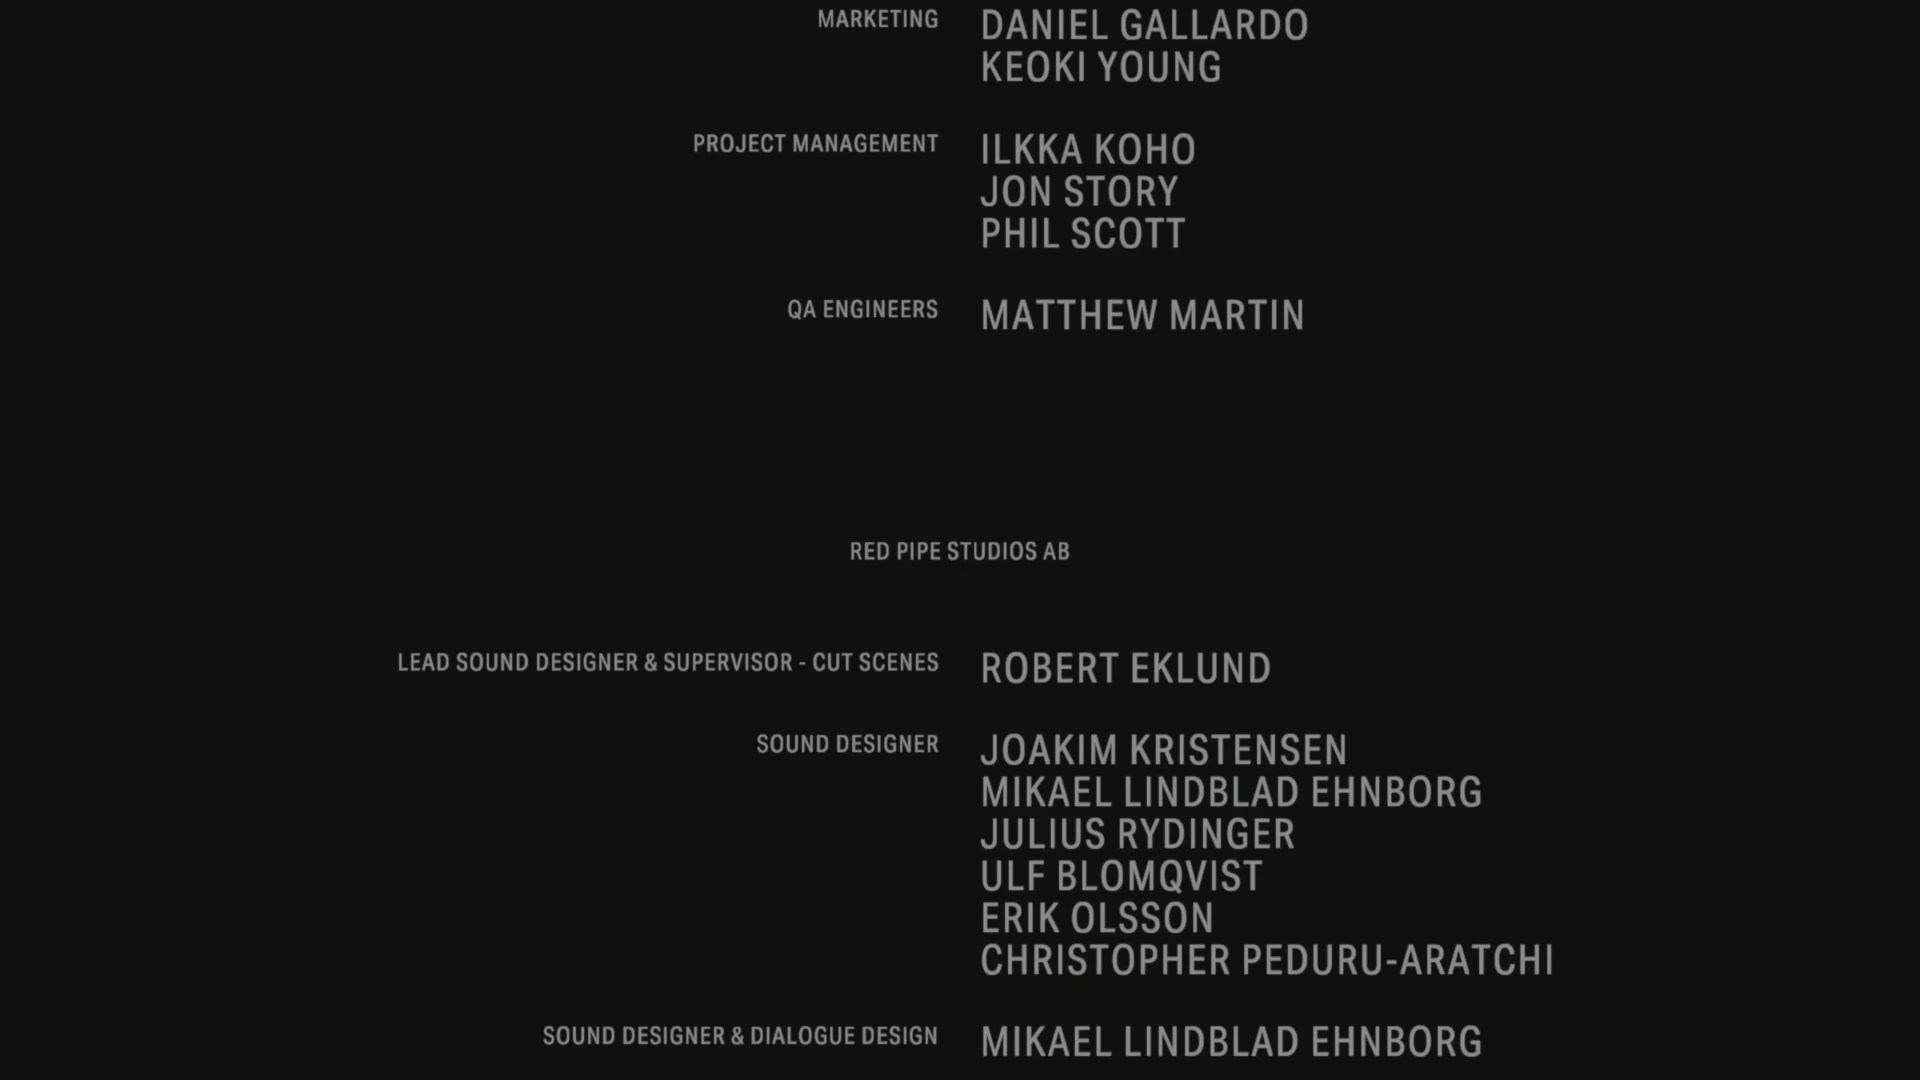 MARKETING DANIEL GALLARDO
KEOKI YOUNG
PROJECT MANAGEMENT ILKKA KOHO
JON STORY
PHIL SCOTT
QA ENGINEERS MATTHEW MARTIN
RED PIPE STUDIOS AB
LEAD SOUND DESIGNER & SUPERVISOR - CUT SCENES ROBERT EKLUND
SOUND DESIGNER JOAKIM KRISTENSEN
MIKAEL LINDBLAD EHNBORG
JULIUS RYDINGER
ULF BLOMQVIST
ERIK OLSSON
CHRISTOPHER PEDURU-ARATCHI
SOUND DESIGNER & DIALOGUE DESIGN MIKAEL LINDBLAD EHNBORG